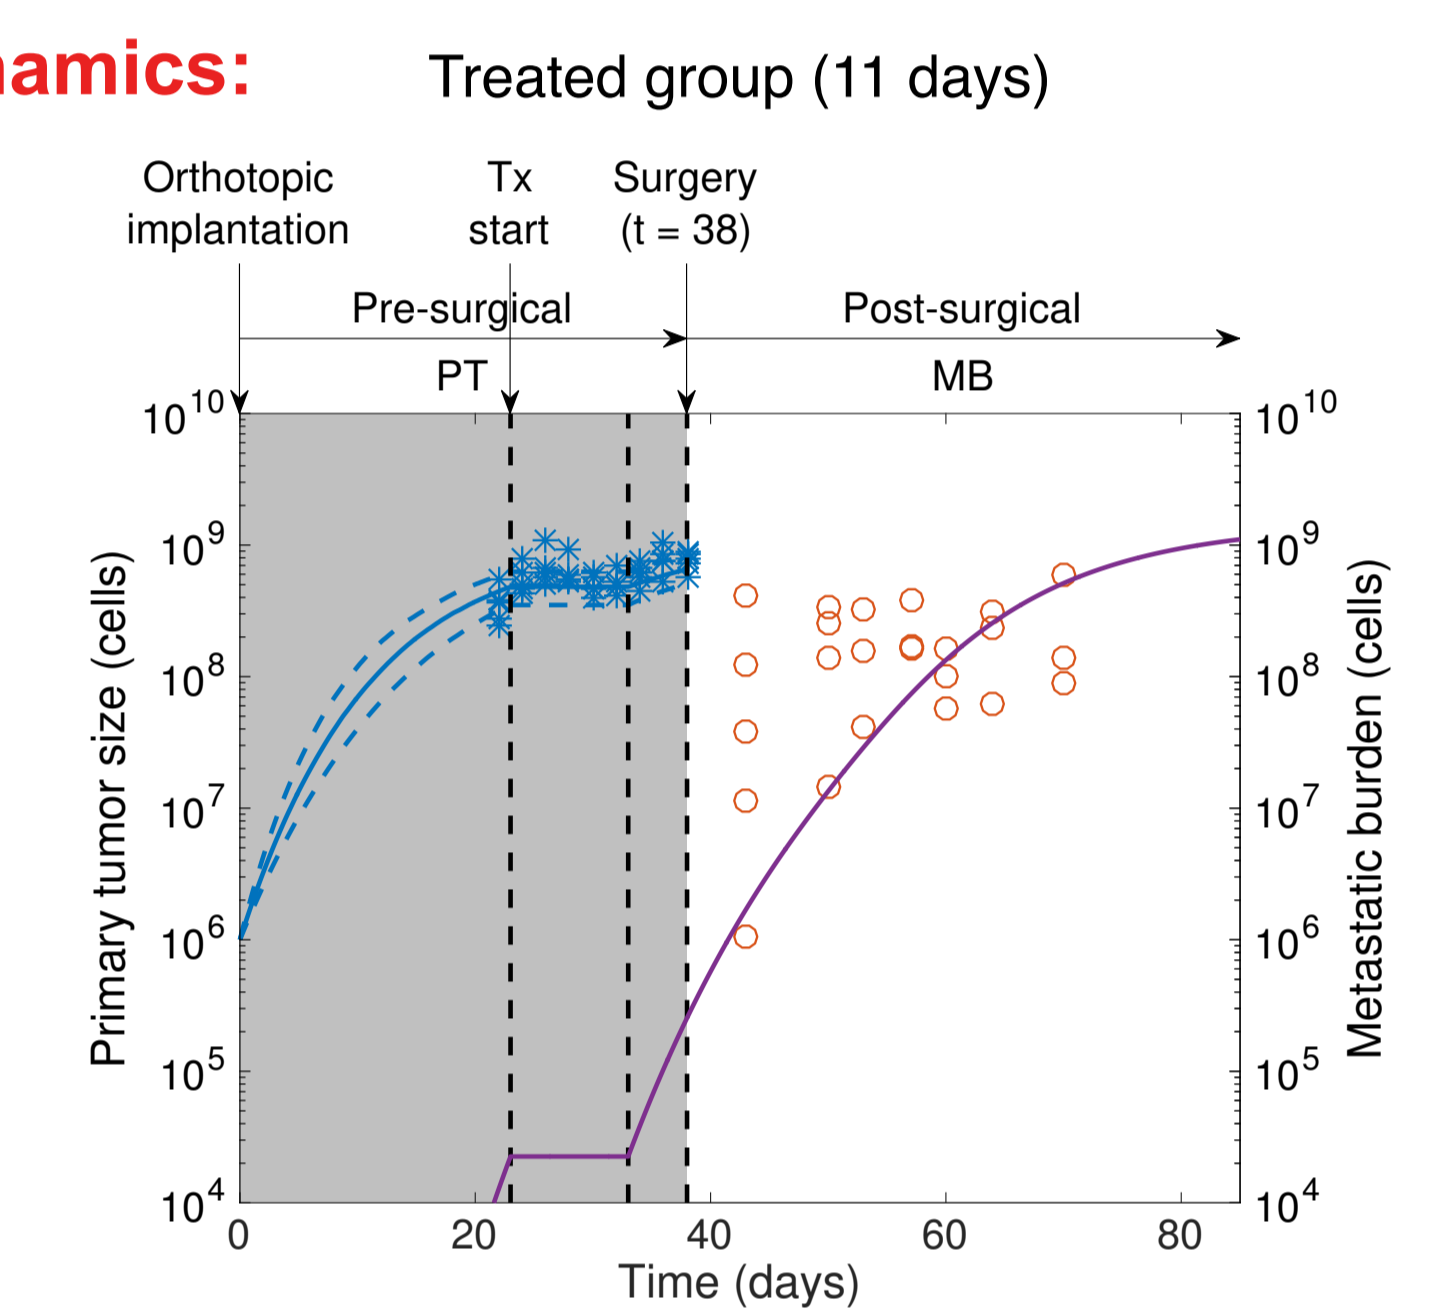 namics:
Treated group (11 days)
Orthotopic
implantation
Tx
start
Surgery
(t = 38)
Pre-surgical
Post-surgical
PT
MB
10^10
10^9
10^8
10^7
10^6
10^5
10^4
Primary tumor size (cells)
10^10
10^9
10^8
10^7
10^6
10^5
10^4
Metastatic burden (cells)
0 20 40 60 80
Time (days)